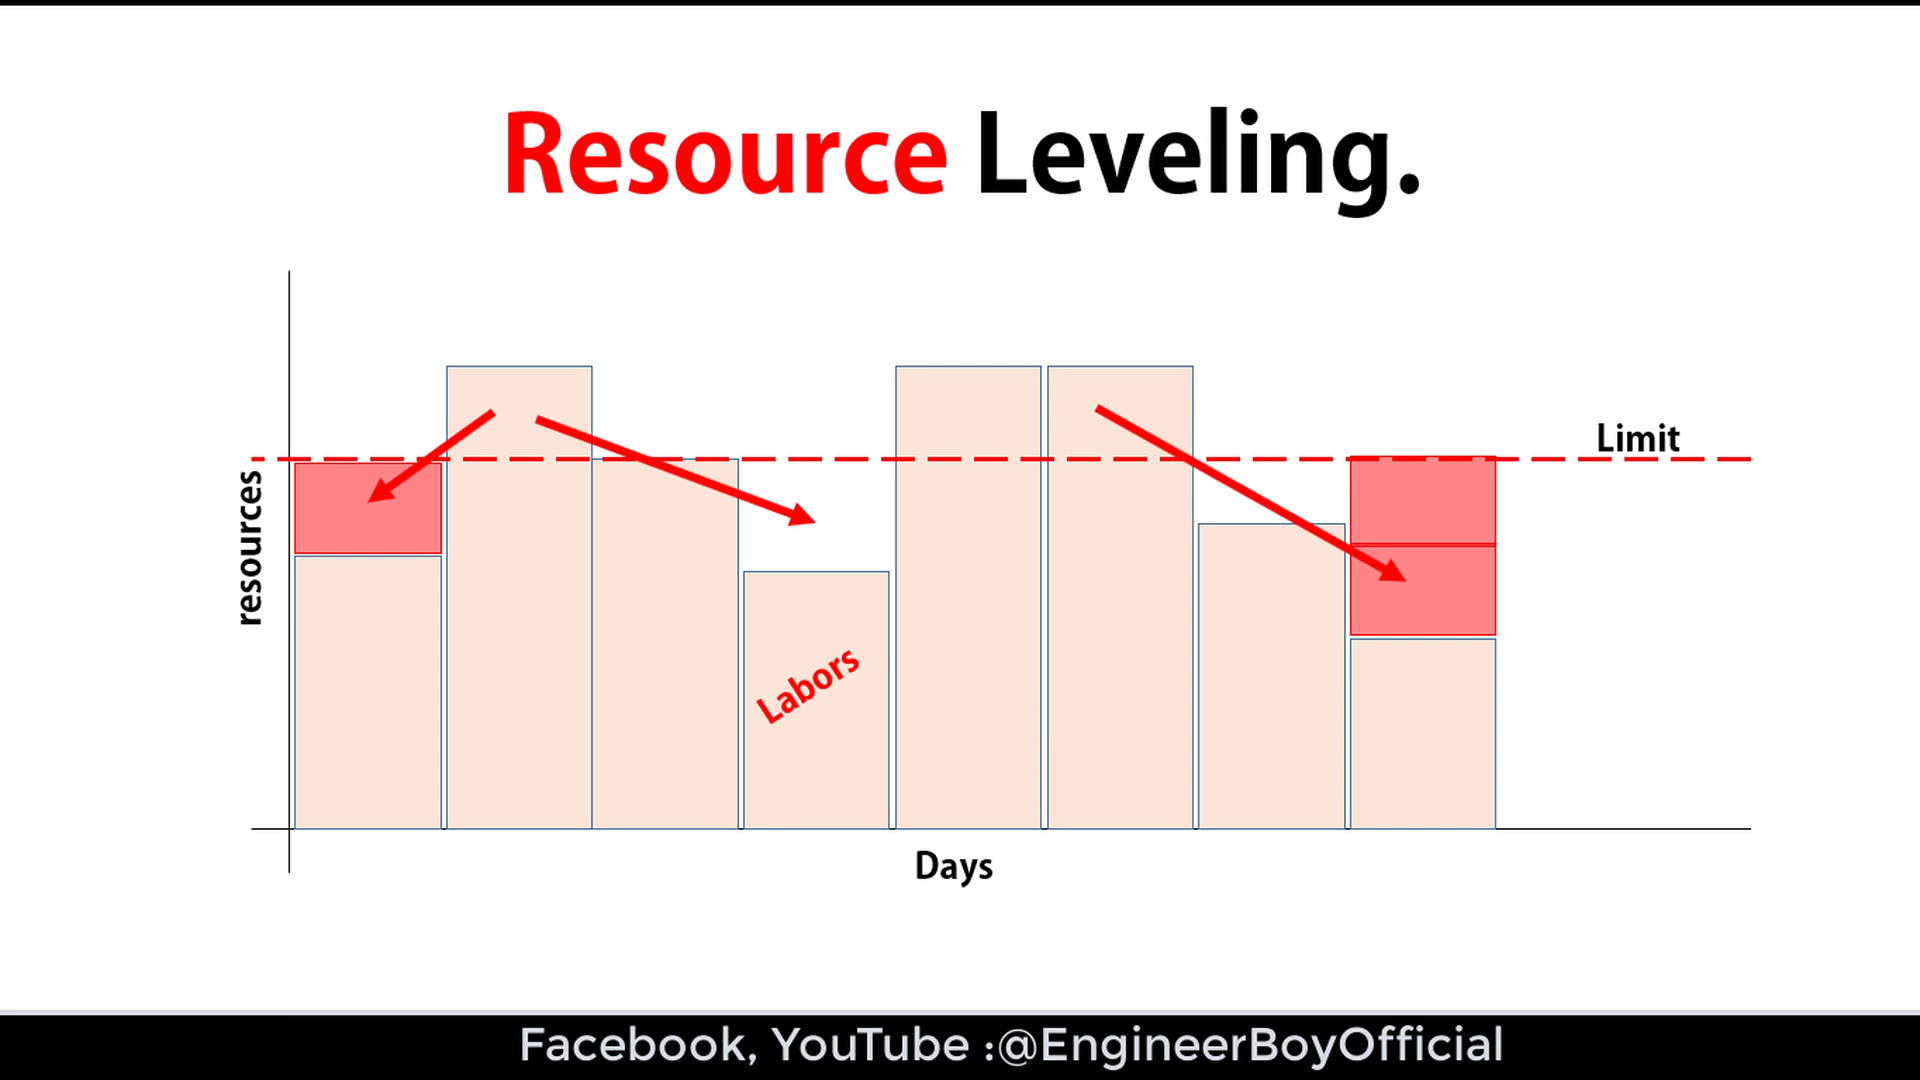 Resource Leveling.
Limit
resources
Labors
Days
Facebook, YouTube :@EngineerBoyOfficial